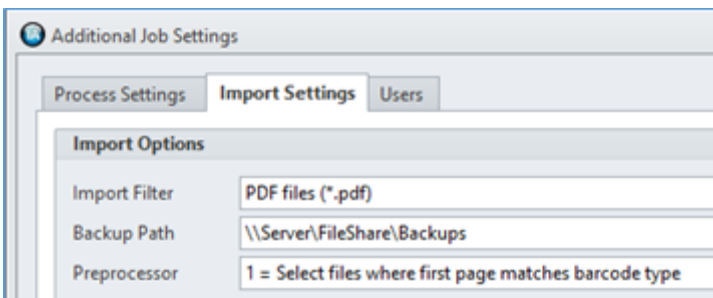 Additional Job Settings
Process Settings Import Settings Users
Import Options
Import Filter PDF files (*.pdf)
Backup Path \\Server\FileShare\Backups
Preprocessor 1 = Select files where first page matches barcode type